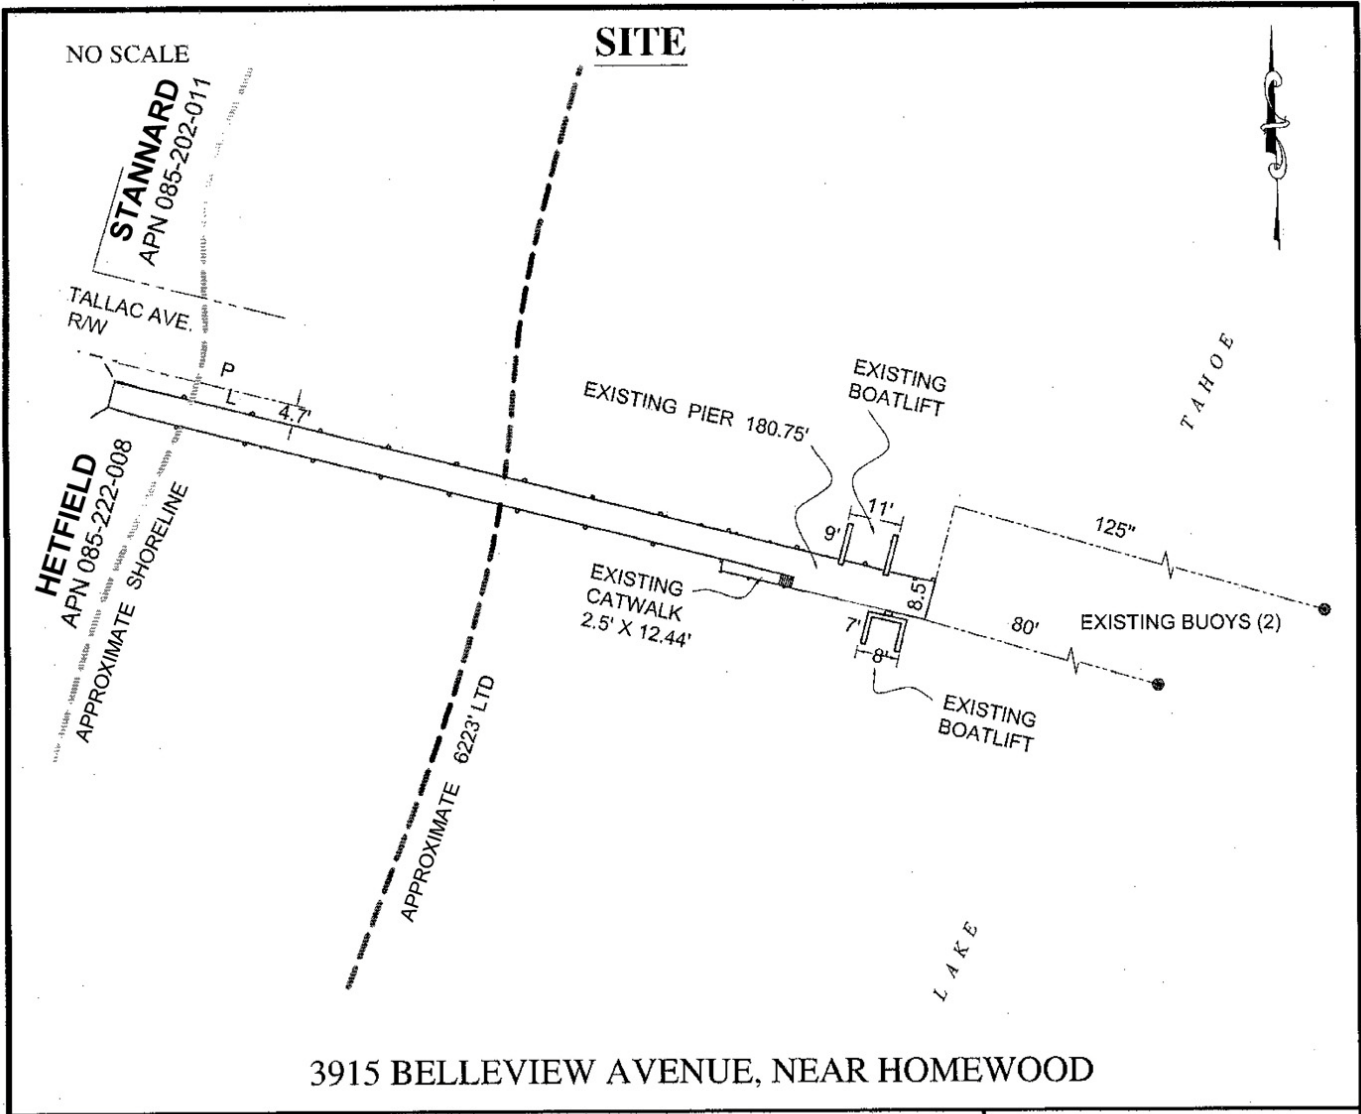 NO SCALE
SITE
STANNARD
APN 085-202-011
TALLAC AVE.
R/W
P
L
4.7'
HETFIELD
APN 085-222-008
APPROXIMATE SHORELINE
APPROXIMATE 6223' LTD
EXISTING PIER 180.75'
EXISTING
BOATLIFT
11'
9'
EXISTING
CATWALK
2.5' X 12.44'
8.5'
7'
8'
EXISTING
BOATLIFT
125"
80'
EXISTING BUOYS (2)
TAHOE
LAKE
3915 BELLEVIEW AVENUE, NEAR HOMEWOOD